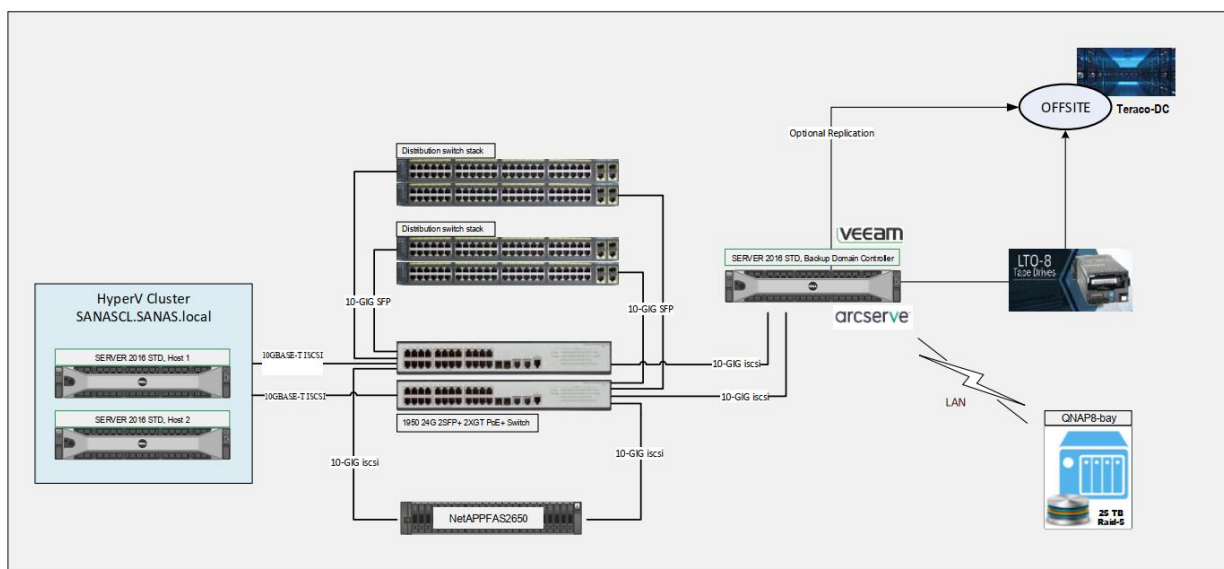 OFFSITE
Teraco-DC
Optional Replication
Distribution switch stack
veeam
SERVER 2016 STD, Backup Domain Controller
LTO-8
Tape Drives
arcserve
Distribution switch stack
10-GIG SFP
10-GIG SFP
HyperV Cluster
SANASCL.SANAS.local
SERVER 2016 STD, Host 1
SERVER 2016 STD, Host 2
10GBASE-T ISCSI
10GBASE-T ISCSI
10-GIG iscsi
10-GIG iscsi
1950 24G 2SFP+ 2XGT PoE+ Switch
10-GIG iscsi
10-GIG iscsi
NetAPPFAS2650
LAN
QNAP8-bay
25 TB
Raid-5